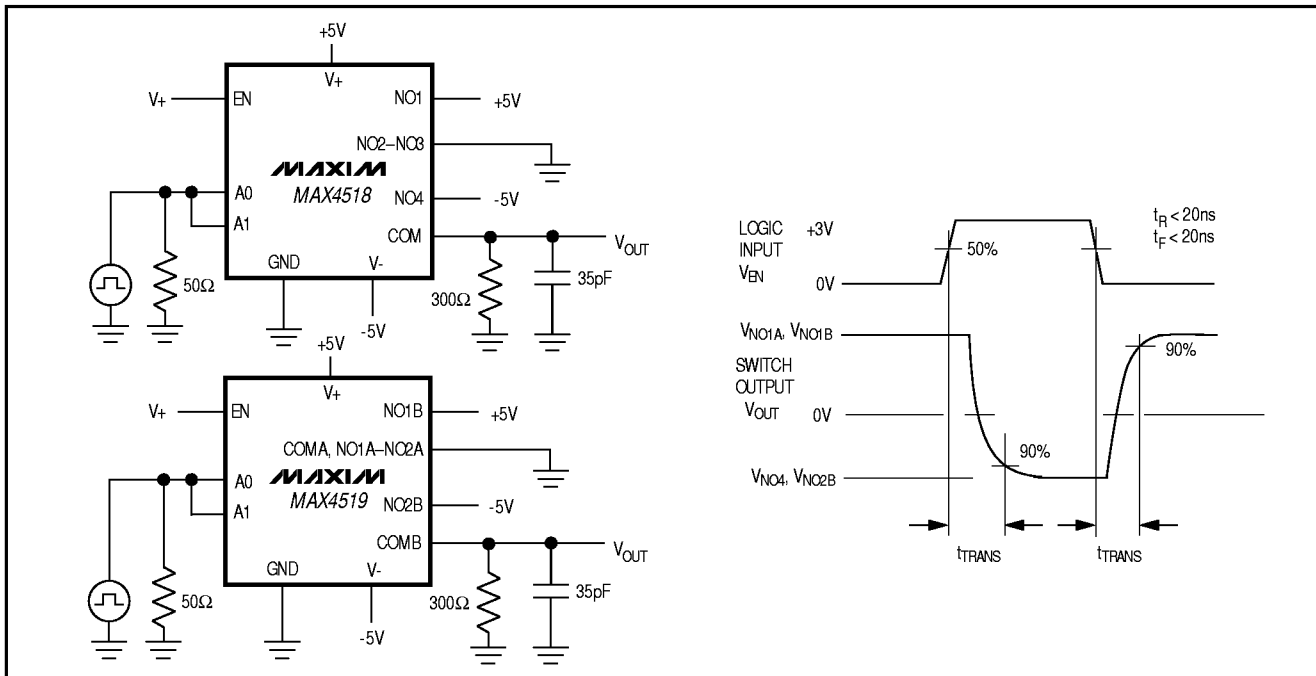 +5V
V+
V+
EN
NO1
+5V
NO2–NO3
MAXIM
MAX4518
A0
A1
NO4
-5V
COM
VOUT
GND
V-
50Ω
-5V
300Ω
35pF
+5V
V+
V+
EN
NO1B
+5V
COMA, NO1A–NO2A
MAXIM
MAX4519
A0
A1
NO2B
-5V
COMB
VOUT
GND
V-
50Ω
-5V
300Ω
35pF
LOGIC
INPUT
VEN
+3V
0V
50%
tR < 20ns
tF < 20ns
VNO1A, VNO1B
SWITCH
OUTPUT
VOUT
0V
90%
90%
VNO4, VNO2B
tTRANS
tTRANS